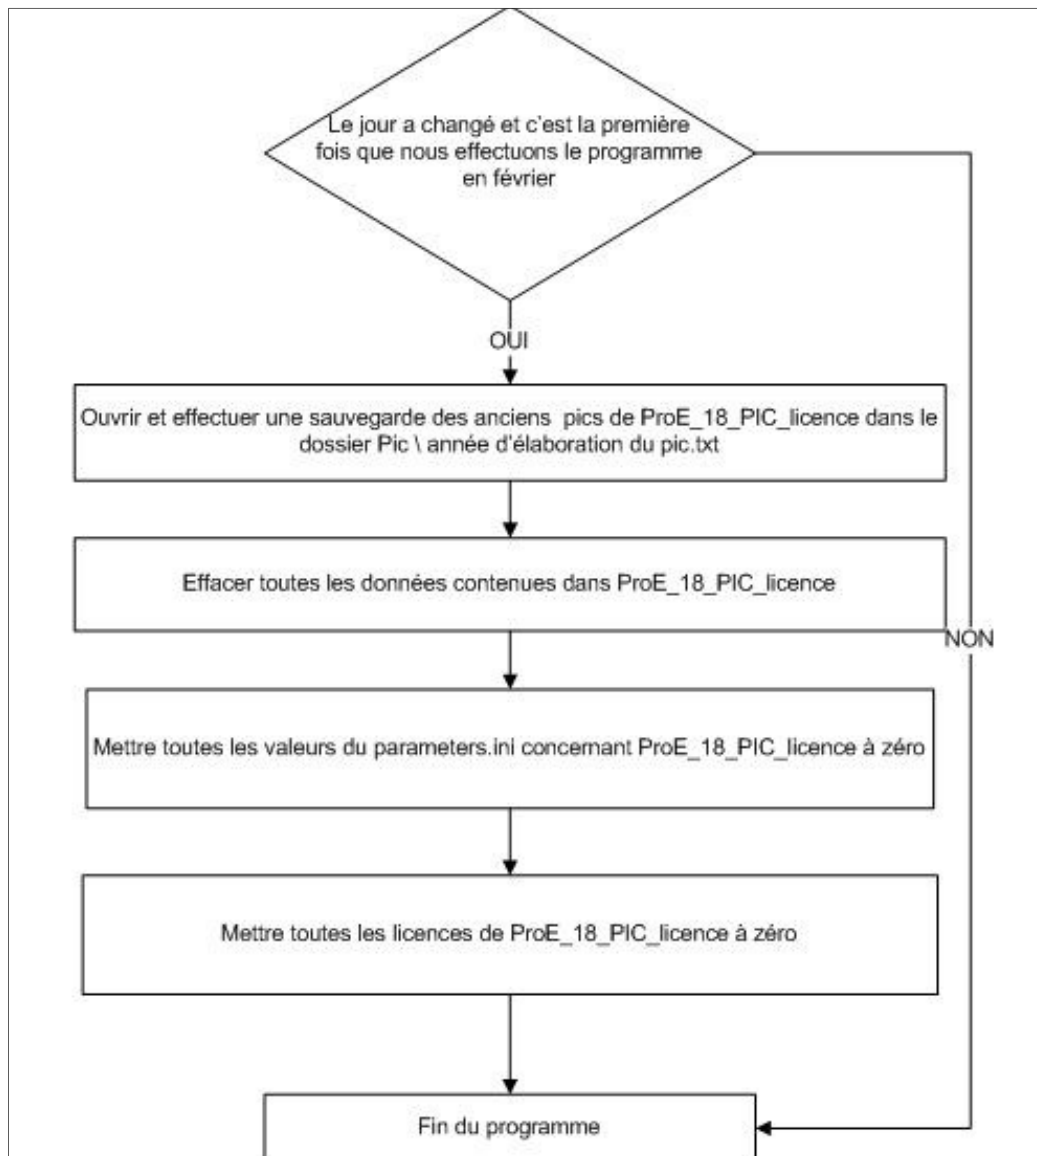 Le jour a changé et c'est la première
fois que nous effectuons le programme
en février
OUI
Ouvrir et effectuer une sauvegarde des anciens  pics de ProE_18_PIC_licence dans le
dossier Pic \ année d'élaboration du pic.txt
Effacer toutes les données contenues dans ProE_18_PIC_licence
NON
Mettre toutes les valeurs du parameters.ini concernant ProE_18_PIC_licence à zéro
Mettre toutes les licences de ProE_18_PIC_licence à zéro
Fin du programme